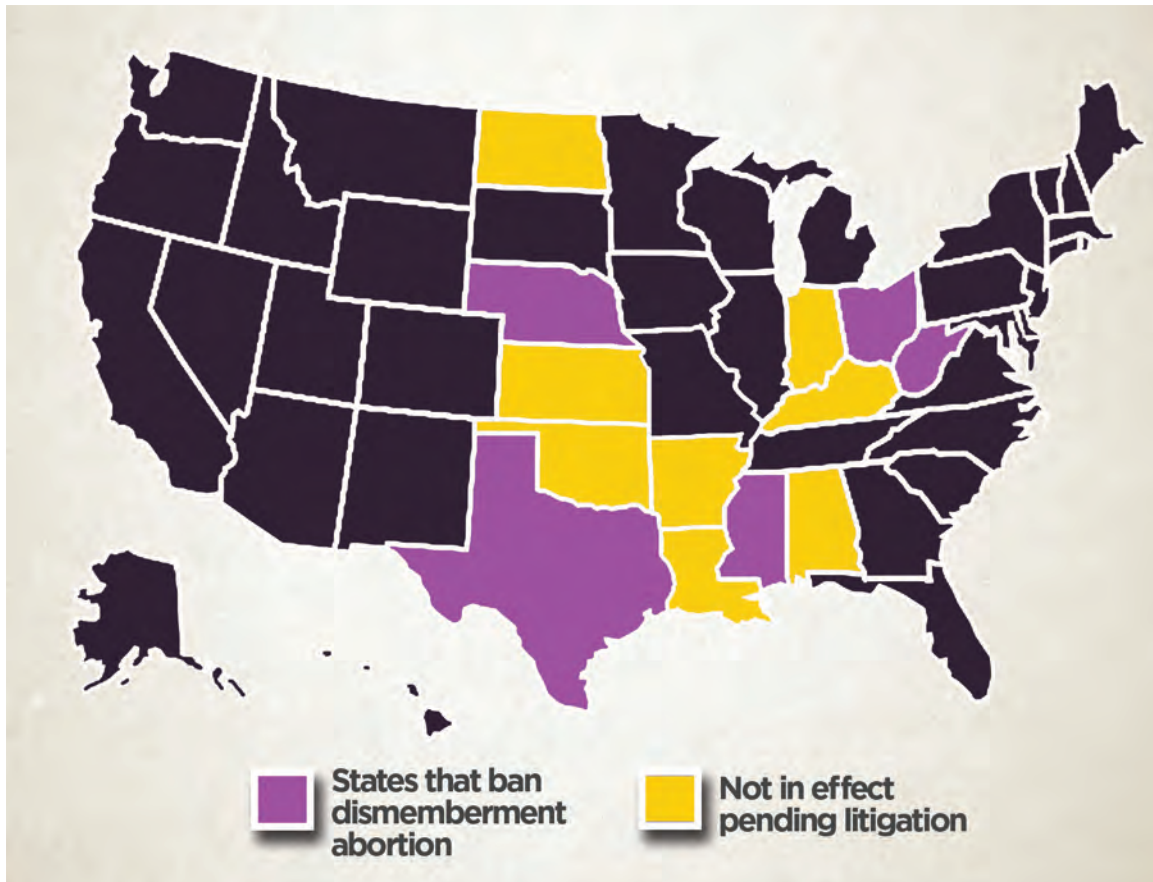 States that ban
dismemberment
abortion
Not in effect
pending litigation